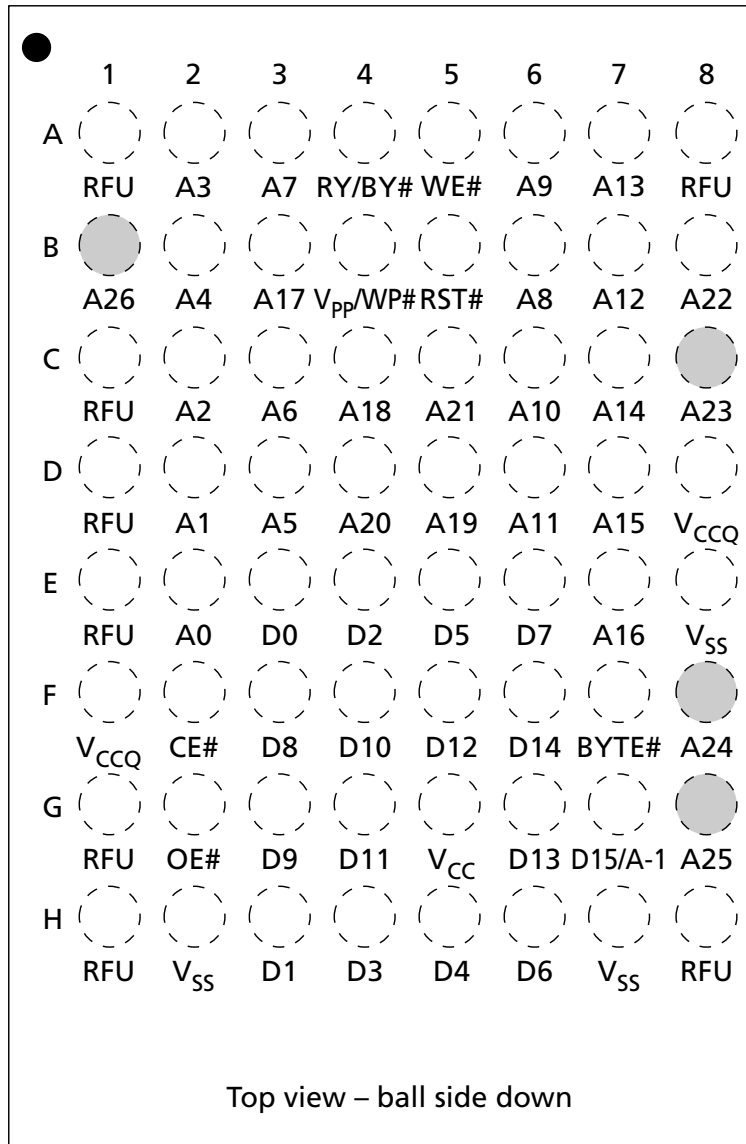 1 2 3 4 5 6 7 8
A
RFU A3 A7 RY/BY# WE# A9 A13 RFU
B
A26 A4 A17 VPP/WP# RST# A8 A12 A22
C
RFU A2 A6 A18 A21 A10 A14 A23
D
RFU A1 A5 A20 A19 A11 A15 VCCQ
E
RFU A0 D0 D2 D5 D7 A16 VSS
F
VCCQ CE# D8 D10 D12 D14 BYTE# A24
G
RFU OE# D9 D11 VCC D13 D15/A-1 A25
H
RFU VSS D1 D3 D4 D6 VSS RFU
Top view – ball side down